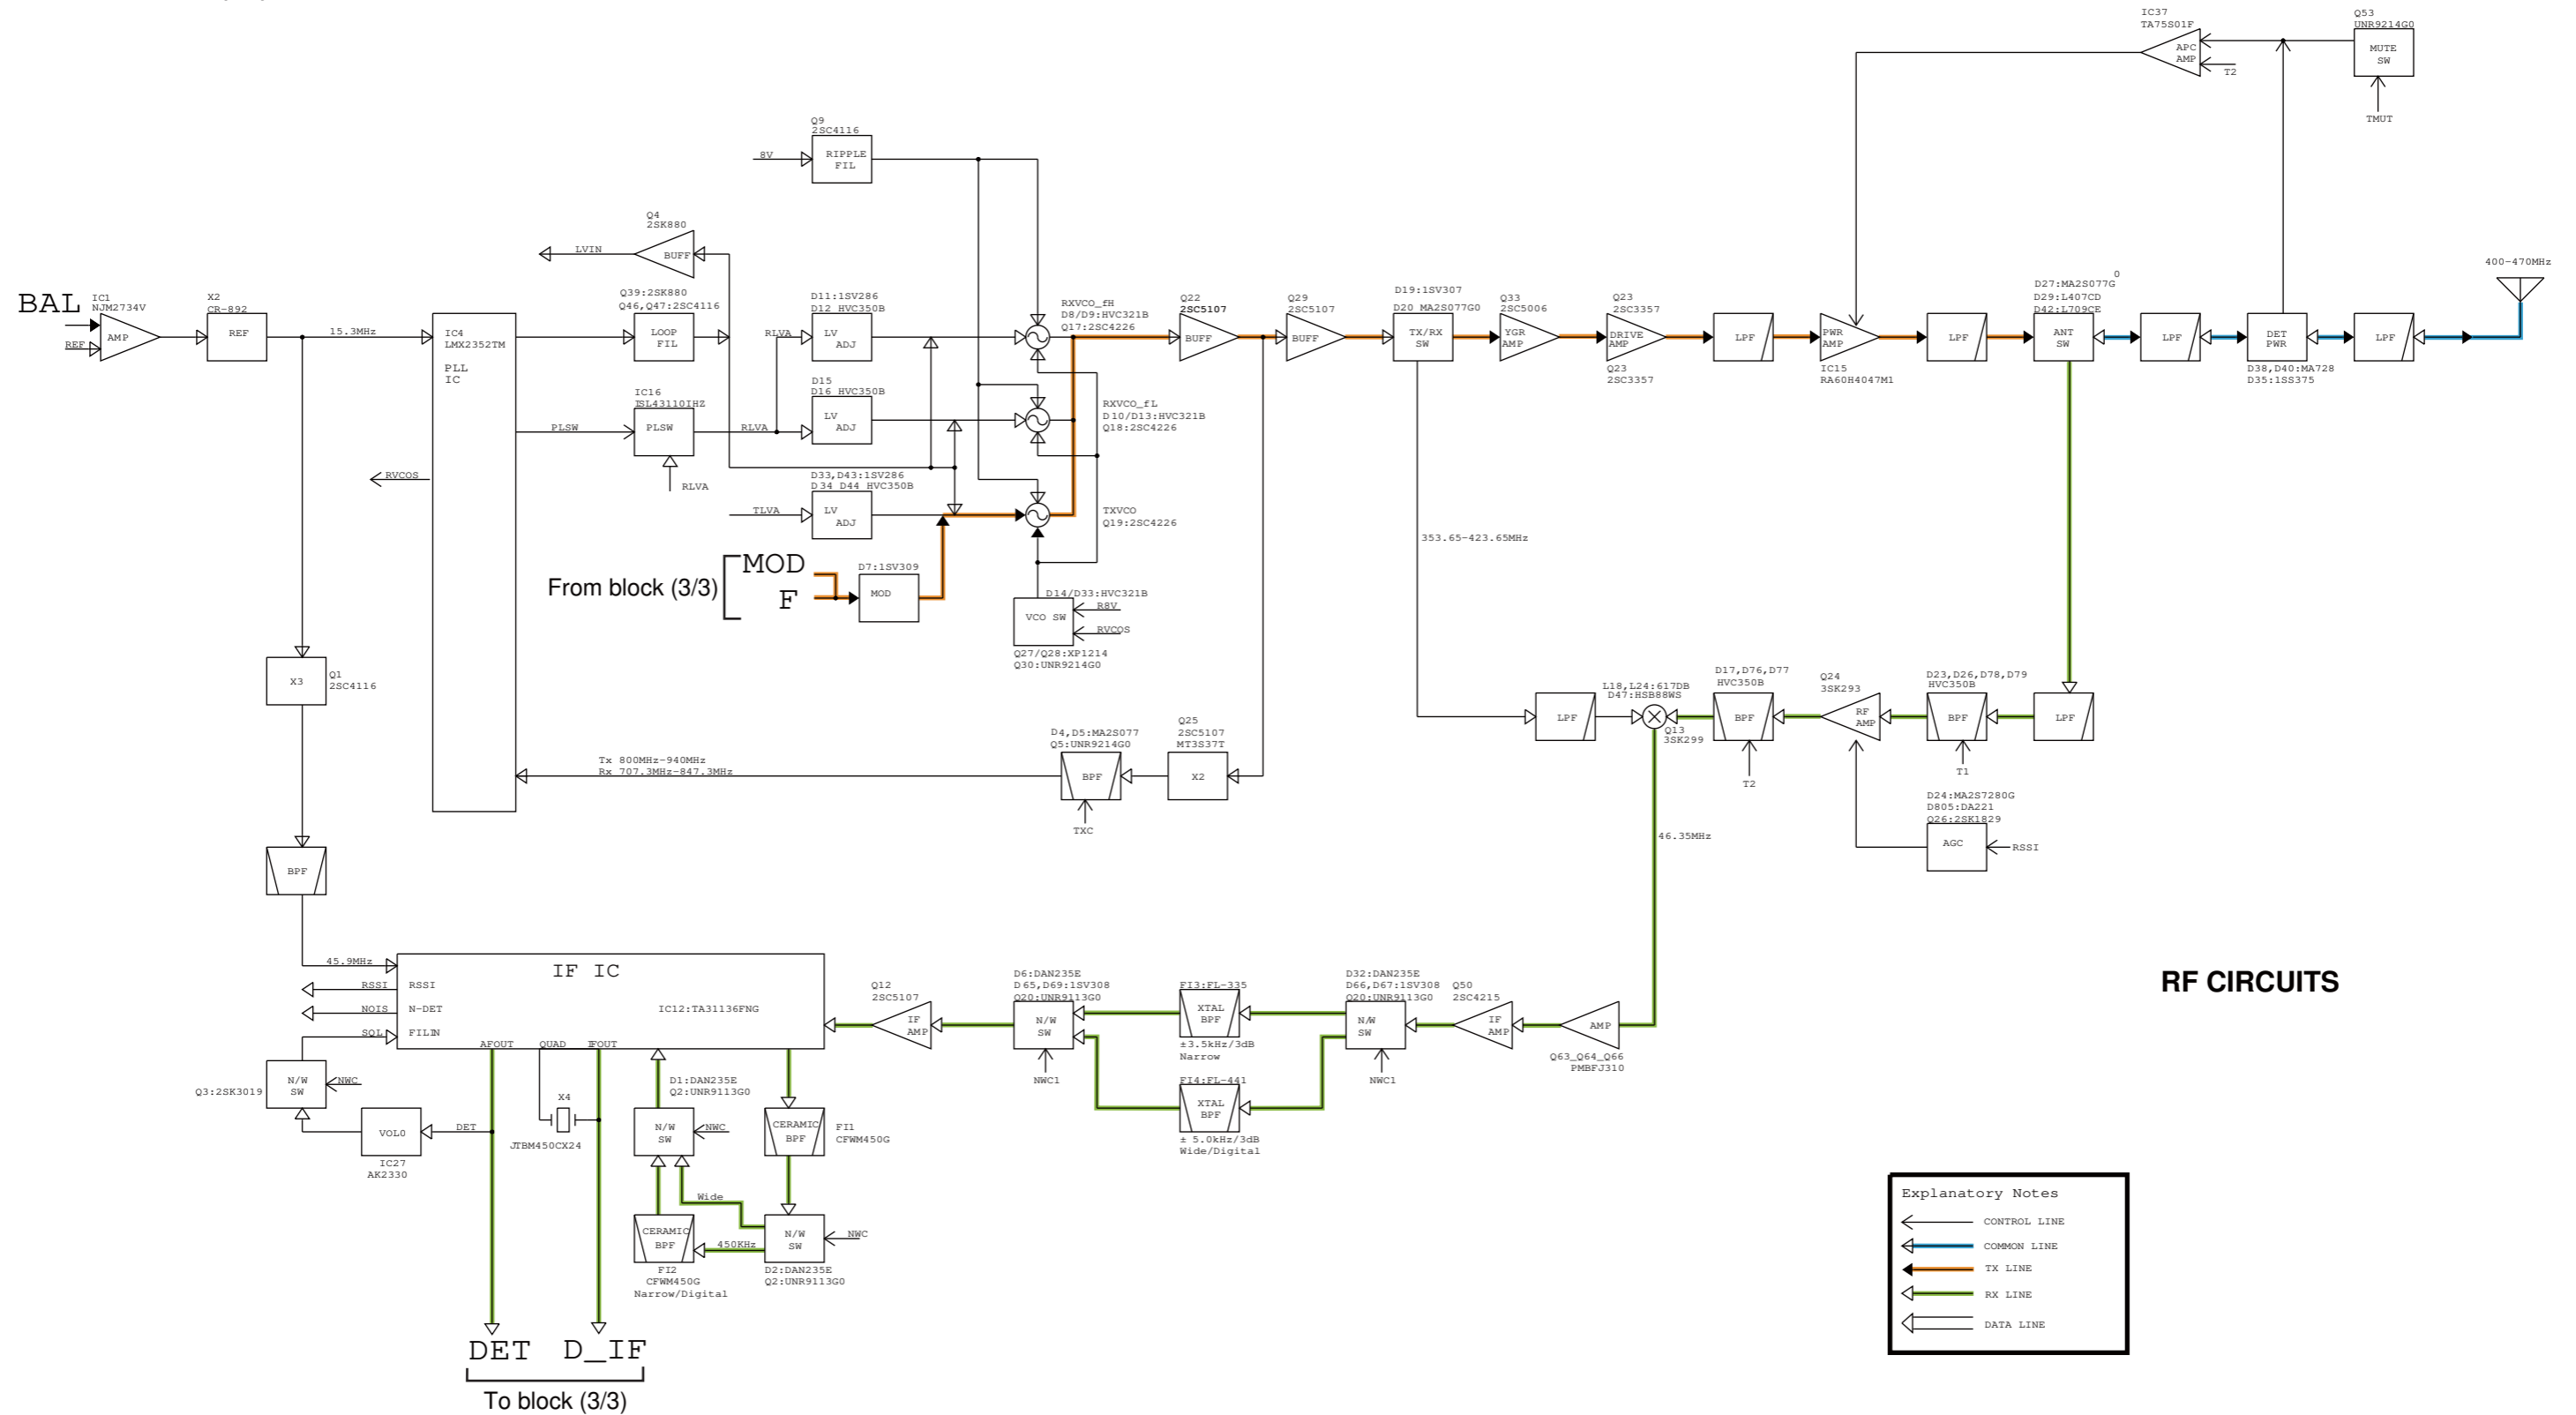 IC37
TA75S01F
APC
AMP
T2
Q53
UNR9214G0
MUTE
SW
TMUT
Q9
2SC4116
8V
RIPPLE
FIL
Q4
2SK880
LVIN
BUFF
BAL
REF
IC1
NJM2734V
AMP
X2
CR-892
REF
15.3MHz
IC4
LMX2352TM
PLL
IC
Q39:2SK880
Q46,Q47:2SC4116
LOOP
FIL
RLVA
D11:1SV286
D12 HVC350B
LV
ADJ
RXVCO_fH
D8/D9:HVC321B
Q17:2SC4226
Q22
2SC5107
BUFF
Q29
2SC5107
BUFF
D19:1SV307
D20 MA2S077G0
TX/RX
SW
Q33
2SC5006
YGR
AMP
Q23
2SC3357
DRIVE
AMP
Q23
2SC3357
LPF
PWR
AMP
IC15
RA60H4047M1
LPF
0
D27:MA2S077G
D29:L407CD
D42:L709CE
ANT
SW
LPF
DET
PWR
D38,D40:MA728
D35:1SS375
LPF
400-470MHz
PLSW
IC16
ISL43110IHZ
PLSW
RLVA
RLVA
D15
D16 HVC350B
LV
ADJ
RXVCO_fL
D10/D13:HVC321B
Q18:2SC4226
RVCOS
TLVA
D33,D43:1SV286
D34 D44 HVC350B
LV
ADJ
TXVCO
Q19:2SC4226
353.65-423.65MHz
From block (3/3)
MOD
F
D7:1SV309
MOD
D14/D33:HVC321B
VCO SW
R8V
RVCOS
Q27/Q28:XP1214
Q30:UNR9214G0
X3
Q1
2SC4116
LPF
L18,L24:617DB
D47:HSB88WS
Q13
3SK299
D17,D76,D77
HVC350B
BPF
T2
Q24
3SK293
RF
AMP
D23,D26,D78,D79
HVC350B
BPF
T1
LPF
Tx 800MHz-940MHz
Rx 707.3MHz-847.3MHz
D4,D5:MA2S077
Q5:UNR9214G0
BPF
TXC
Q25
2SC5107
MT3S37T
X2
46.35MHz
D24:MA2S7280G
D805:DA221
Q26:2SK1829
AGC
RSSI
BPF
45.9MHz
RSSI
NOIS
SQL
IF IC
RSSI
N-DET
FILIN
IC12:TA31136FNG
AFOUT
QUAD
IFOUT
Q12
2SC5107
IF
AMP
D6:DAN235E
D65,D69:1SV308
Q20:UNR9113G0
N/W
SW
NWC1
FI3:FL-335
XTAL
BPF
±3.5kHz/3dB
Narrow
FI4:FL-441
XTAL
BPF
± 5.0kHz/3dB
Wide/Digital
D32:DAN235E
D66,D67:1SV308
Q20:UNR9113G0
N/W
SW
NWC1
Q50
2SC4215
IF
AMP
AMP
Q63_Q64_Q66
PMBFJ310
RF CIRCUITS
Q3:2SK3019
N/W
SW
NWC
VOL0
IC27
AK2330
DET
X4
JTBM450CX24
D1:DAN235E
Q2:UNR9113G0
N/W
SW
NWC
CERAMIC
BPF
FI1
CFWM450G
Wide
CERAMIC
BPF
FI2
CFWM450G
Narrow/Digital
450KHz
N/W
SW
NWC
D2:DAN235E
Q2:UNR9113G0
DET
D_IF
To block (3/3)
Explanatory Notes
CONTROL LINE
COMMON LINE
TX LINE
RX LINE
DATA LINE